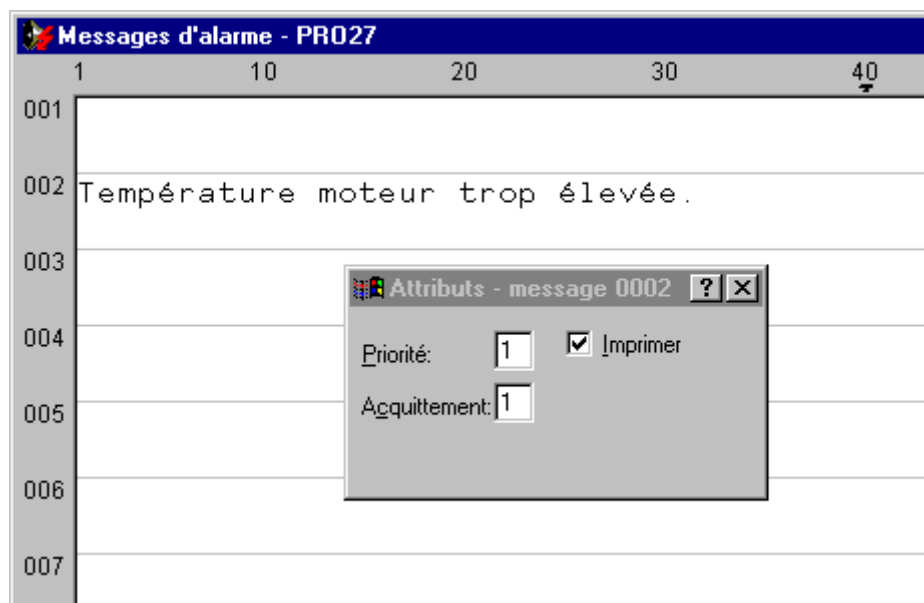 Messages d'alarme - PRO27
1 10 20 30 40
001
002 Température moteur trop élevée.
003
Attributs - message 0002 ? ×
004
Priorité: 1 Imprimer
Acquittement: 1
005
006
007